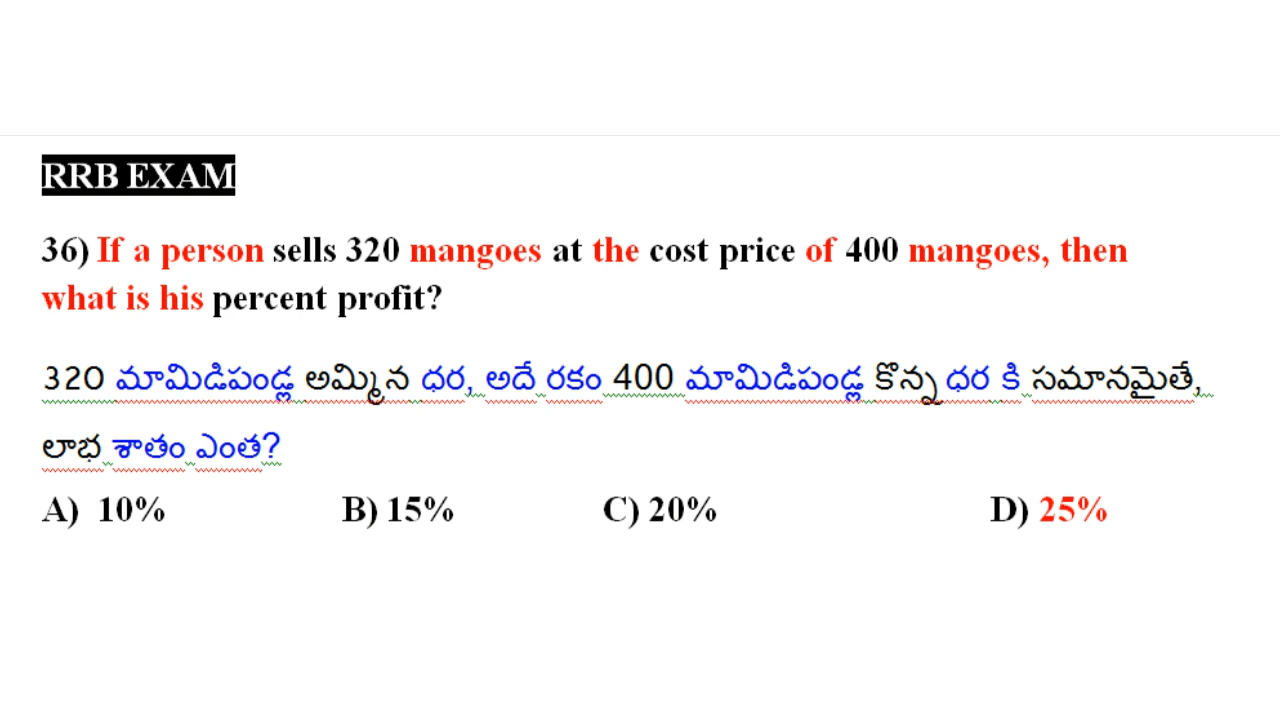 RRB EXAM
36) If a person sells 320 mangoes at the cost price of 400 mangoes, then
what is his percent profit?
320 మామిడిపండ్ల అమ్మిన ధర, అదే రకం 400 మామిడిపండ్ల కొన్న ధర కి సమానమైతే,
లాభ శాతం ఎంత?
A) 10% B) 15% C) 20% D) 25%